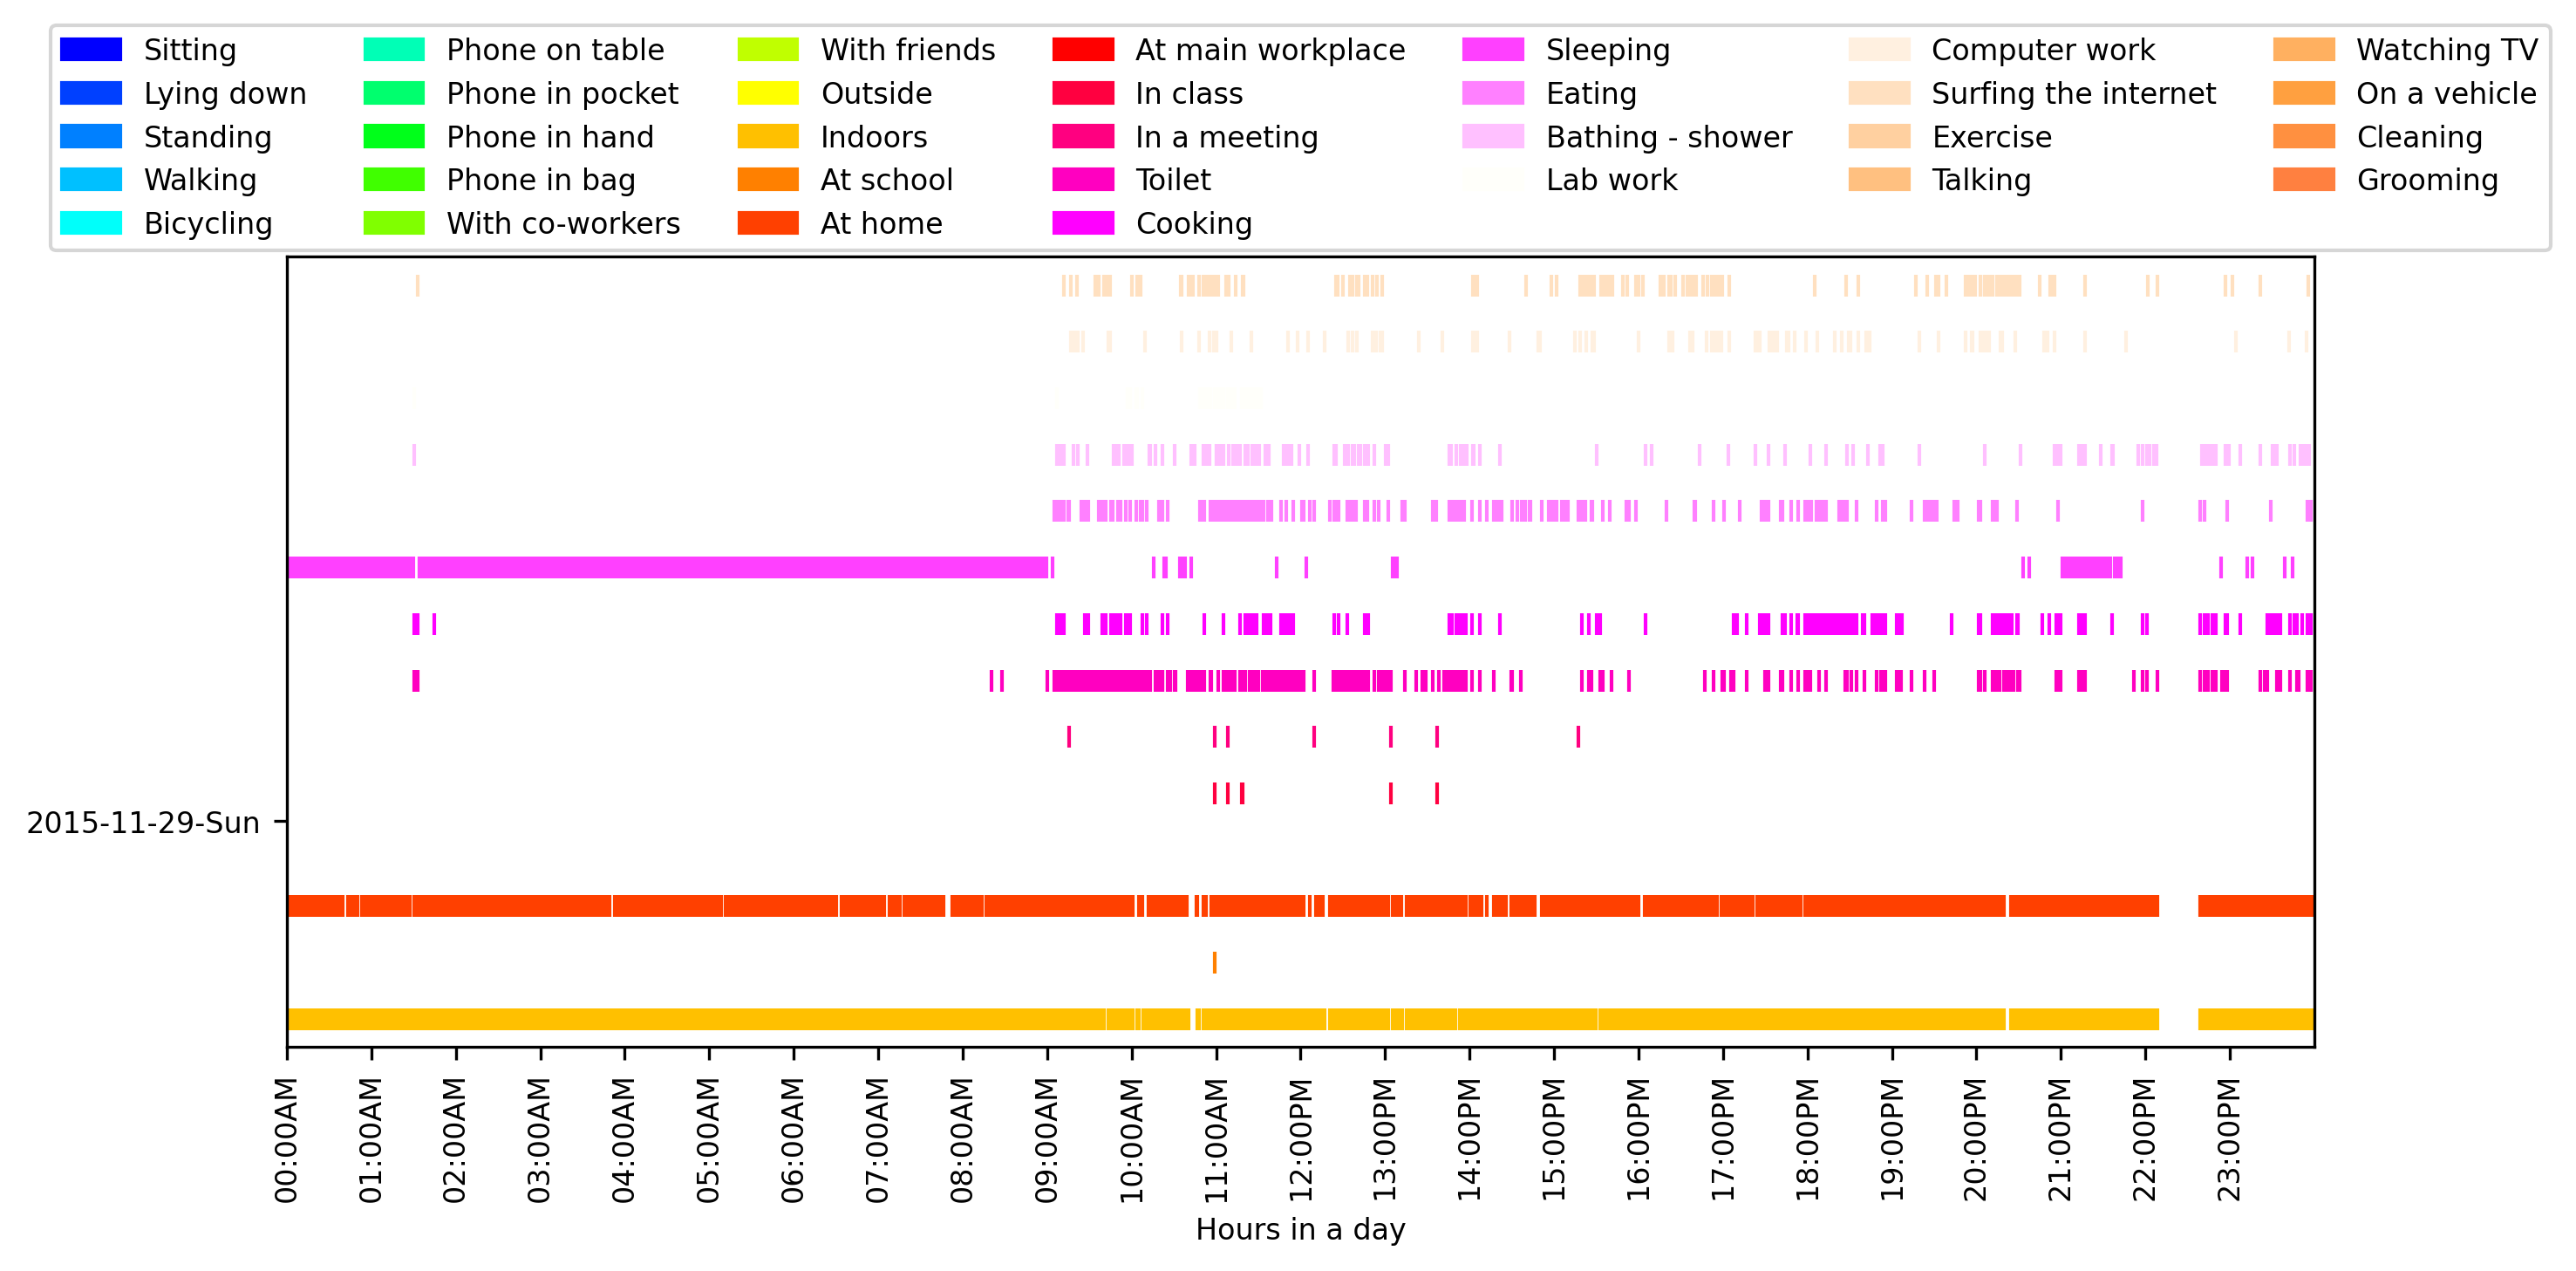 Sitting
Lying down
Standing
Walking
Bicycling
Phone on table
Phone in pocket
Phone in hand
Phone in bag
With co-workers
With friends
Outside
Indoors
At school
At home
At main workplace
In class
In a meeting
Toilet
Cooking
Sleeping
Eating
Bathing - shower
Lab work
Computer work
Surfing the internet
Exercise
Talking
Watching TV
On a vehicle
Cleaning
Grooming
2015-11-29-Sun
00:00AM
01:00AM
02:00AM
03:00AM
04:00AM
05:00AM
06:00AM
07:00AM
08:00AM
09:00AM
10:00AM
11:00AM
12:00PM
13:00PM
14:00PM
15:00PM
16:00PM
17:00PM
18:00PM
19:00PM
20:00PM
21:00PM
22:00PM
23:00PM
Hours in a day